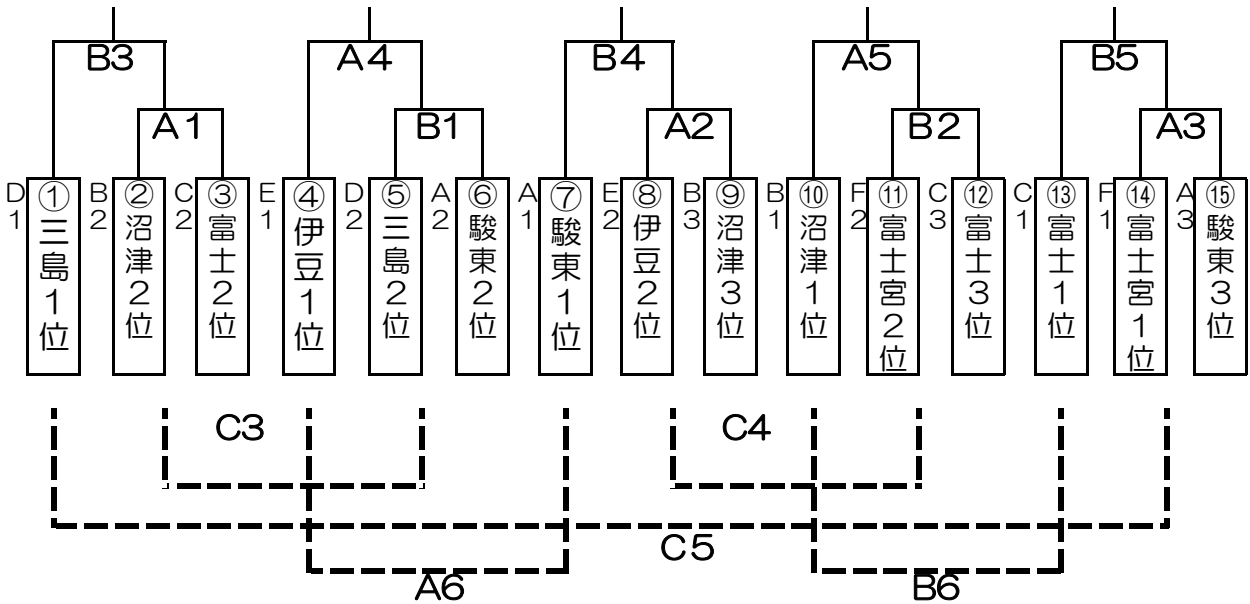 B3 A4 B4 A5 B5
A1 B1 A2 B2 A3
D1 ①三島1位
B2 ②沼津2位
C2 ③富士2位
E1 ④伊豆1位
D2 ⑤三島2位
A2 ⑥駿東2位
A1 ⑦駿東1位
E2 ⑧伊豆2位
B3 ⑨沼津3位
B1 ⑩沼津1位
F2 ⑪富士宮2位
C3 ⑫富士3位
C1 ⑬富士1位
F1 ⑭富士宮1位
A3 ⑮駿東3位
C3 C4
C5
A6 B6